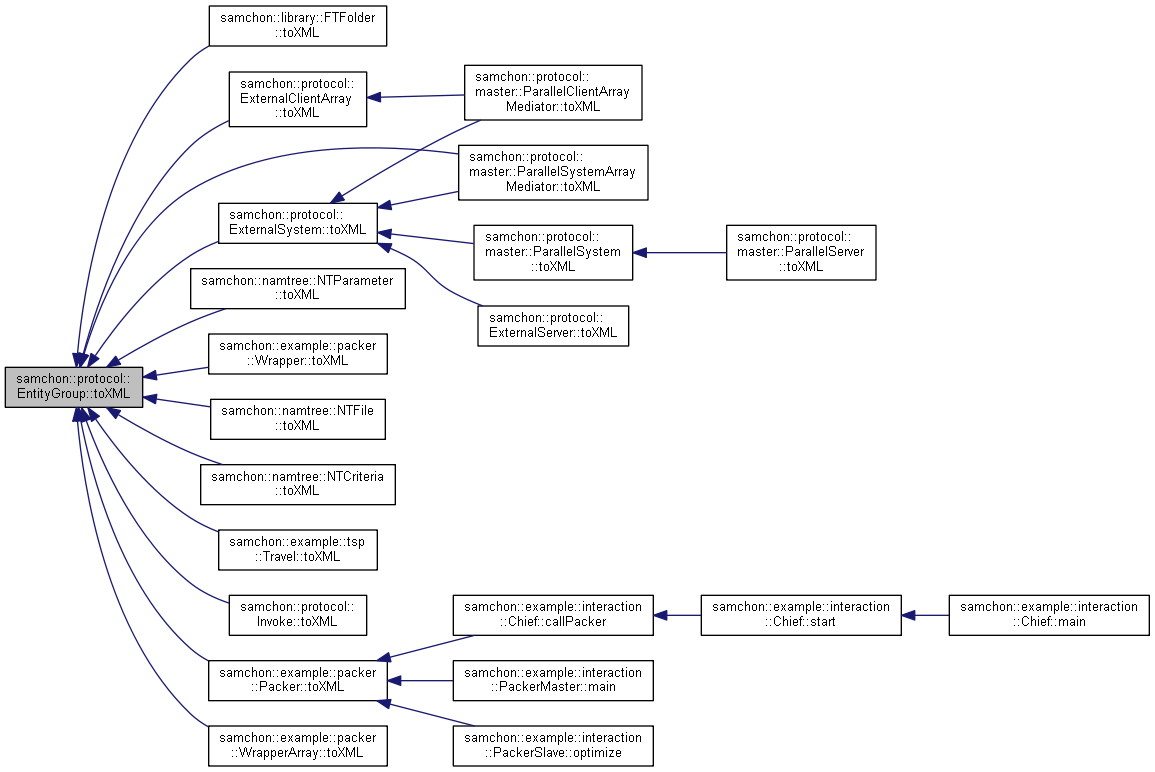 samchon::library::FTFolder
::toXML
samchon::protocol::
ExternalClientArray
::toXML
samchon::protocol::
master::ParallelClientArray
Mediator::toXML
samchon::protocol::
master::ParallelSystemArray
Mediator::toXML
samchon::protocol::
ExternalSystem::toXML
samchon::protocol::
master::ParallelSystem
::toXML
samchon::protocol::
master::ParallelServer
::toXML
samchon::namtree::NTParameter
::toXML
samchon::protocol::
ExternalServer::toXML
samchon::example::packer
::Wrapper::toXML
samchon::protocol::
EntityGroup::toXML
samchon::namtree::NTFile
::toXML
samchon::namtree::NTCriteria
::toXML
samchon::example::tsp
::Travel::toXML
samchon::protocol::
Invoke::toXML
samchon::example::interaction
::Chief::callPacker
samchon::example::interaction
::Chief::start
samchon::example::interaction
::Chief::main
samchon::example::packer
::Packer::toXML
samchon::example::interaction
::PackerMaster::main
samchon::example::packer
::WrapperArray::toXML
samchon::example::interaction
::PackerSlave::optimize